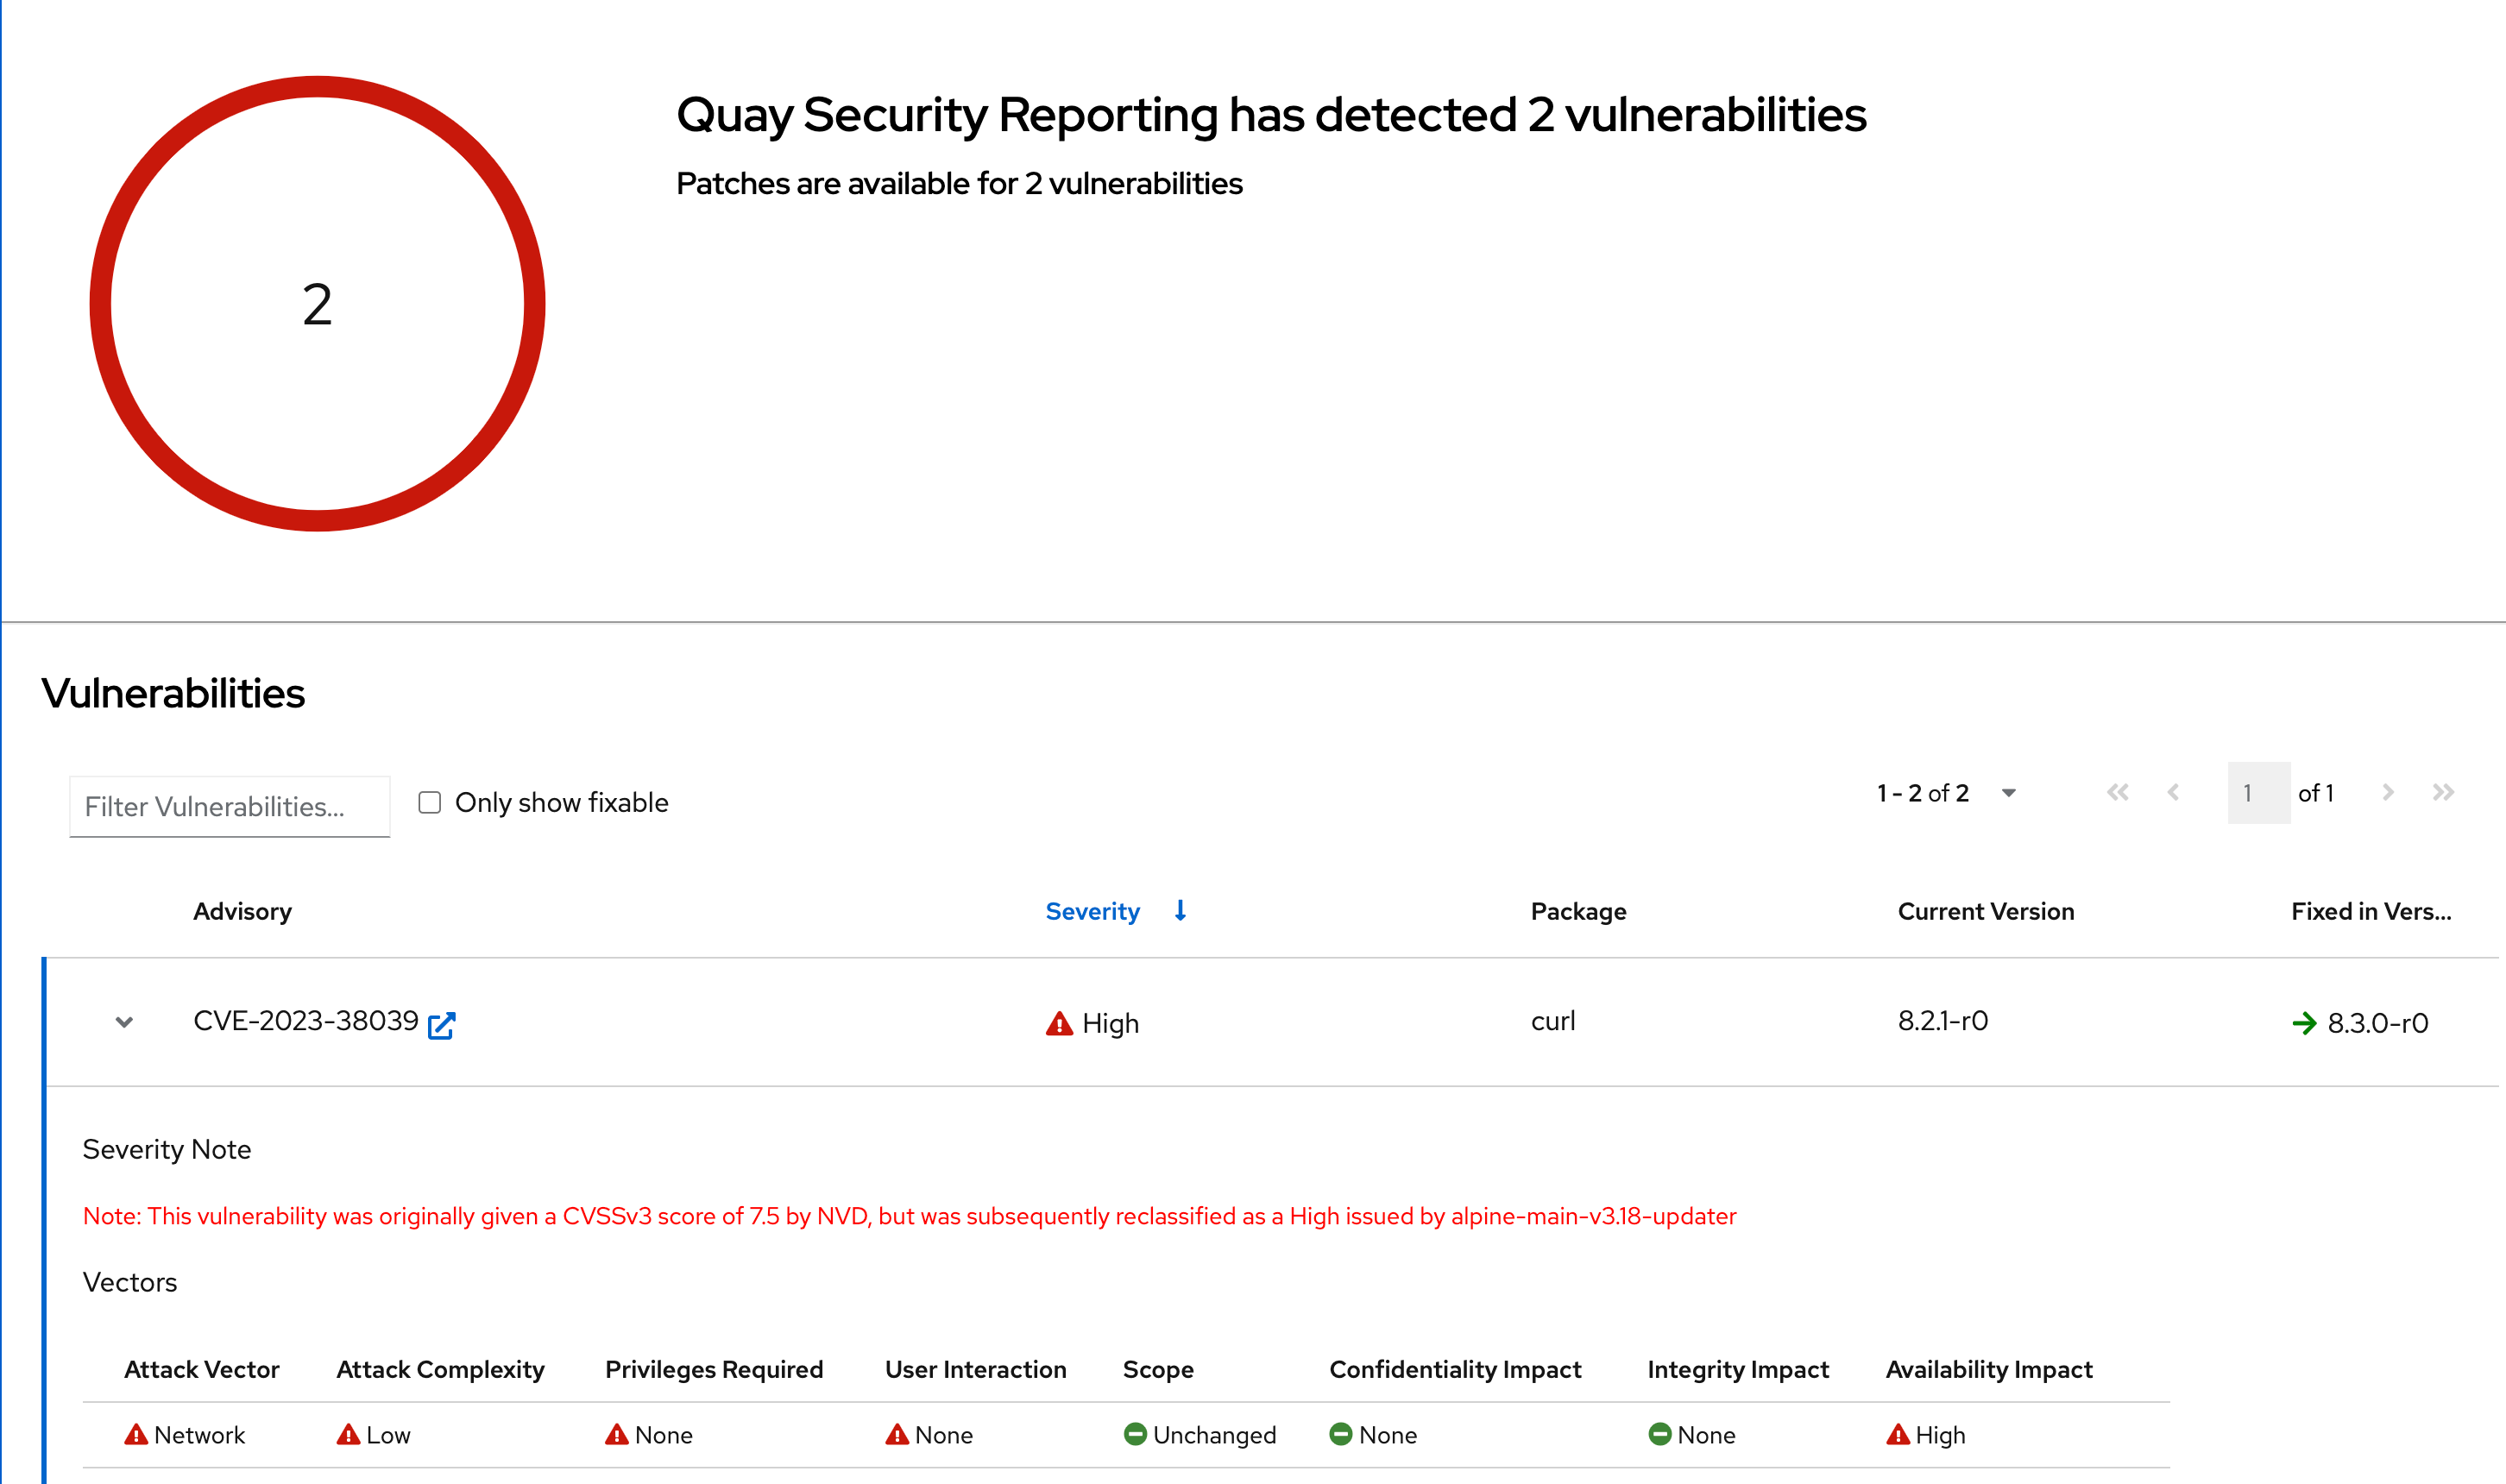 2
Quay Security Reporting has detected 2 vulnerabilities
Patches are available for 2 vulnerabilities
Vulnerabilities
Filter Vulnerabilities...
Only show fixable
1 - 2 of 2
1 of 1
Advisory Severity Package Current Version Fixed in Vers...
CVE-2023-38039 High curl 8.2.1-r0 8.3.0-r0
Severity Note
Note: This vulnerability was originally given a CVSSv3 score of 7.5 by NVD, but was subsequently reclassified as a High issued by alpine-main-v3.18-updater
Vectors
Attack Vector Attack Complexity Privileges Required User Interaction Scope Confidentiality Impact Integrity Impact Availability Impact
Network Low None None Unchanged None None High